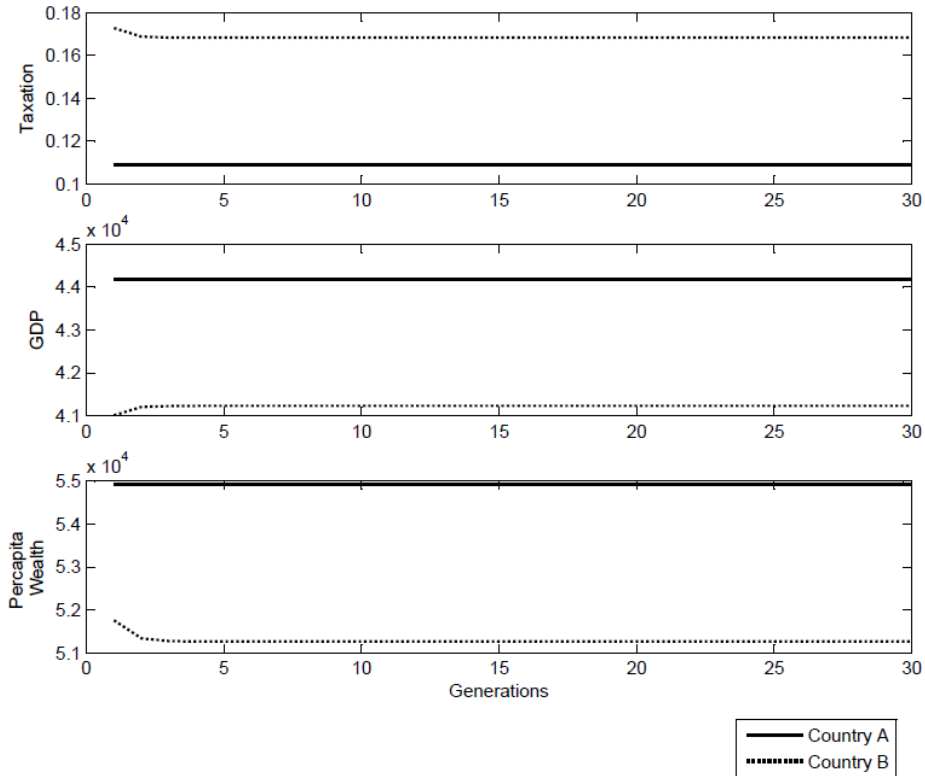 0.18
0.16
0.14
0.12
0.1
Taxation
0 5 10 15 20 25 30
x 10^4
4.5
4.4
4.3
4.2
4.1
GDP
0 5 10 15 20 25 30
x 10^4
5.5
5.4
5.3
5.2
5.1
Percapita
Wealth
0 5 10 15 20 25 30
Generations
Country A
Country B